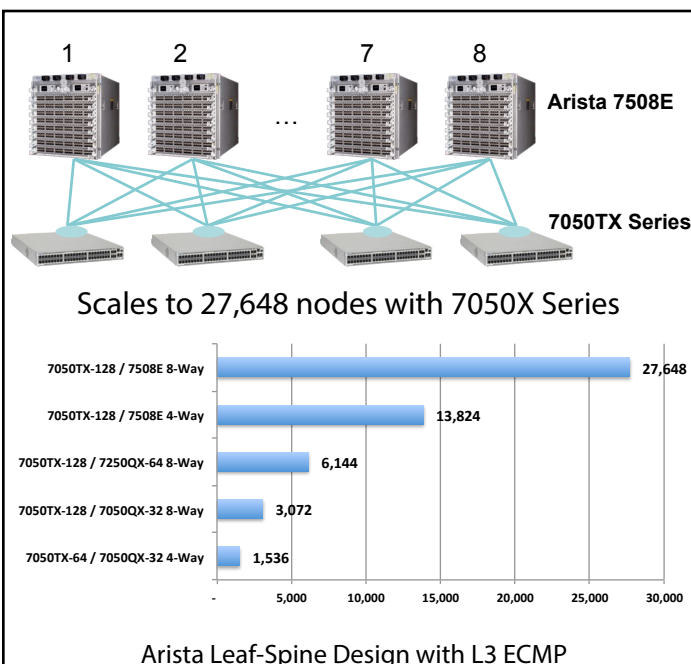 1 2 7 8
Arista 7508E
…
7050TX Series
Scales to 27,648 nodes with 7050X Series
7050TX-128 / 7508E 8-Way 27,648
7050TX-128 / 7508E 4-Way 13,824
7050TX-128 / 7250QX-64 8-Way 6,144
7050TX-128 / 7050QX-32 8-Way 3,072
7050TX-64 / 7050QX-32 4-Way 1,536
- 5,000 10,000 15,000 20,000 25,000 30,000
Arista Leaf-Spine Design with L3 ECMP